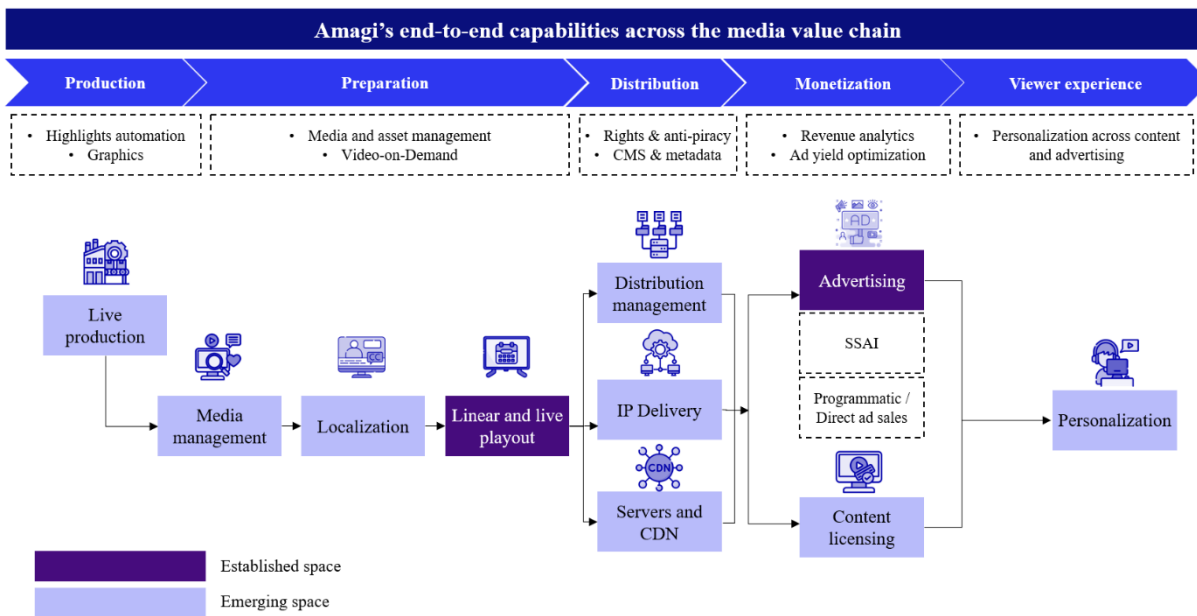 Amagi's end-to-end capabilities across the media value chain
Production
Preparation
Distribution
Monetization
Viewer experience
• Highlights automation
• Graphics
• Media and asset management
• Video-on-Demand
• Rights & anti-piracy
• CMS & metadata
• Revenue analytics
• Ad yield optimization
• Personalization across content
and advertising
Live
production
Media
management
Localization
CC
Linear and live
playout
Distribution
management
IP Delivery
CDN
Servers and
CDN
AD
Advertising
SSAI
Programmatic /
Direct ad sales
Content
licensing
Personalization
Established space
Emerging space